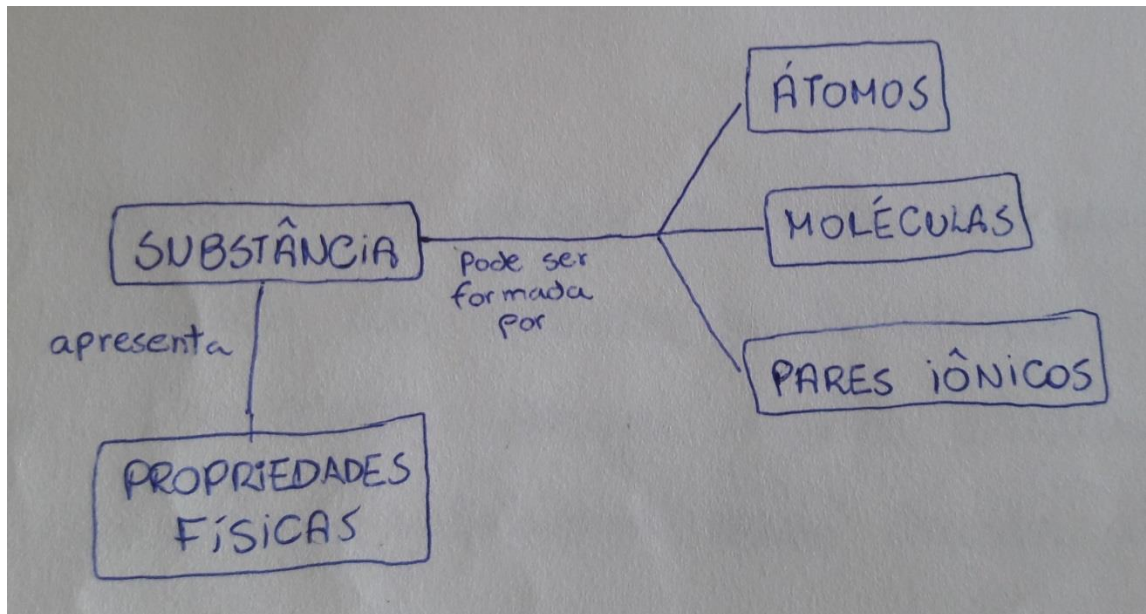 ÁTOMOS
SUBSTÂNCIA
Pode ser
formada
por
MOLÉCULAS
PARES IÔNICOS
apresenta
PROPRIEDADES
FÍSICAS